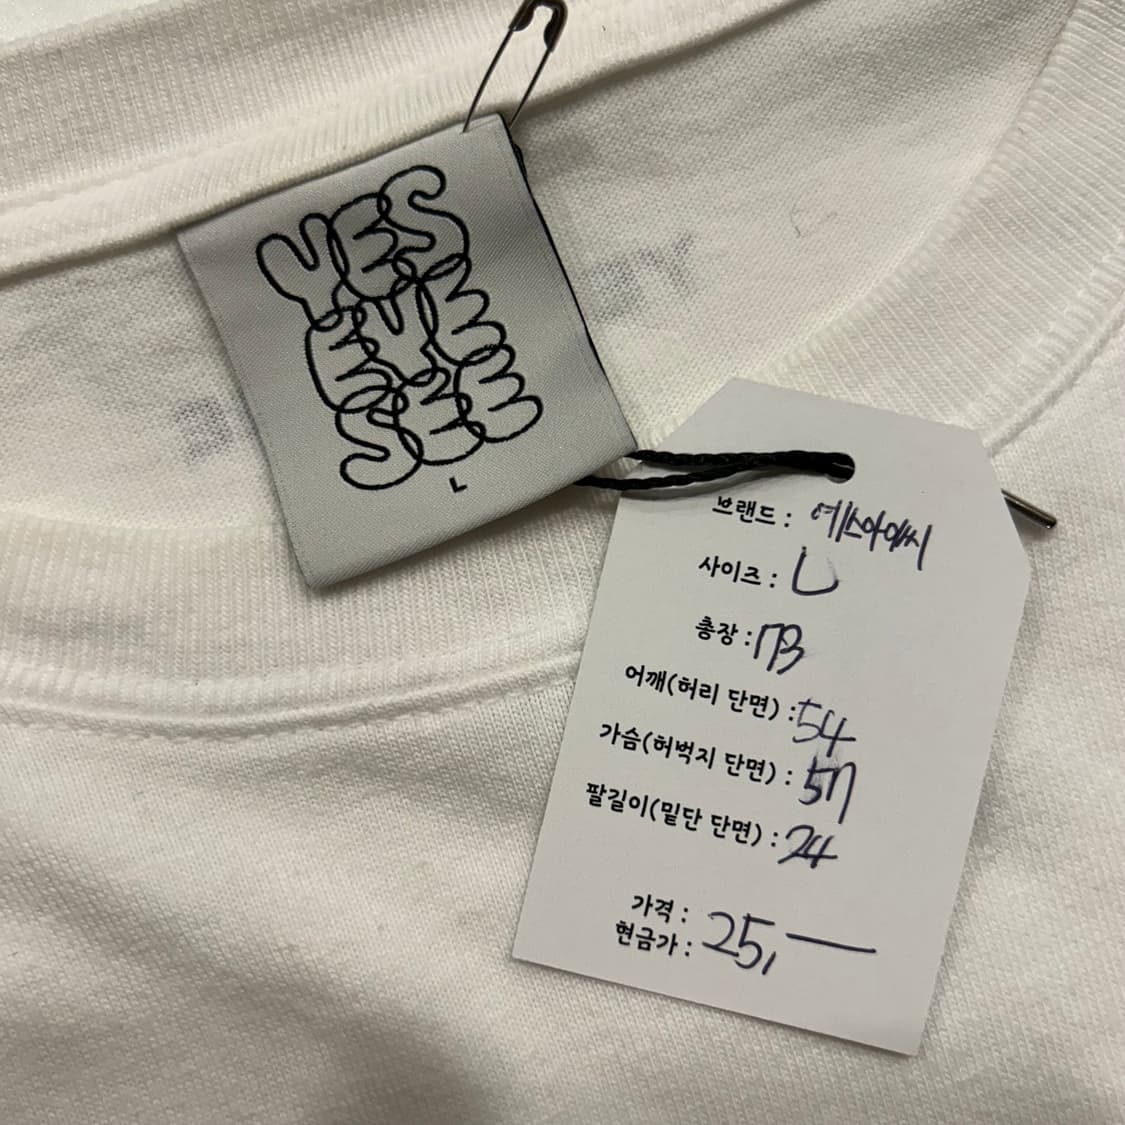 YES
EYE
SEE
L
브랜드 : 예스아이씨
사이즈 : L
총장 : 73
어깨(허리 단면) : 54
가슴(허벅지 단면) : 57
팔길이(밑단 단면) : 24
가격 :
현금가 : 25,—